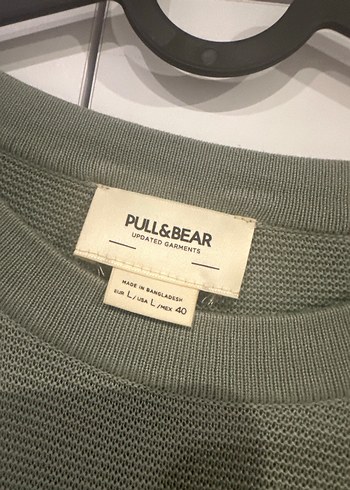 PULL&BEAR
UPDATED GARMENTS
MADE IN BANGLADESH
EUR L/USA L/MEX 40